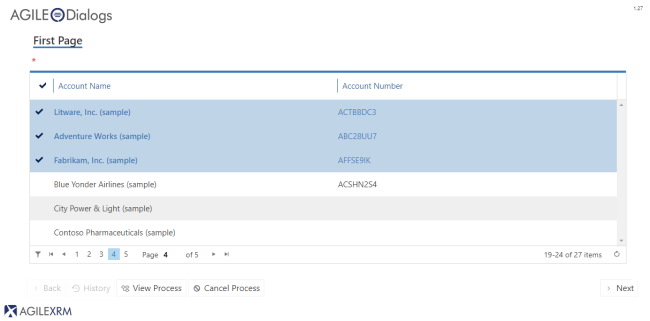 AGILE Dialogs
1.27
First Page
*
Account Name Account Number
Litware, Inc. (sample) ACTBBDC3
Adventure Works (sample) ABC28UU7
Fabrikam, Inc. (sample) AFFSE9IK
Blue Yonder Airlines (sample) ACSHN2S4
City Power & Light (sample)
Contoso Pharmaceuticals (sample)
1 2 3 4 5 Page 4 of 5 19-24 of 27 items
Back History View Process Cancel Process Next
AGILEXRM